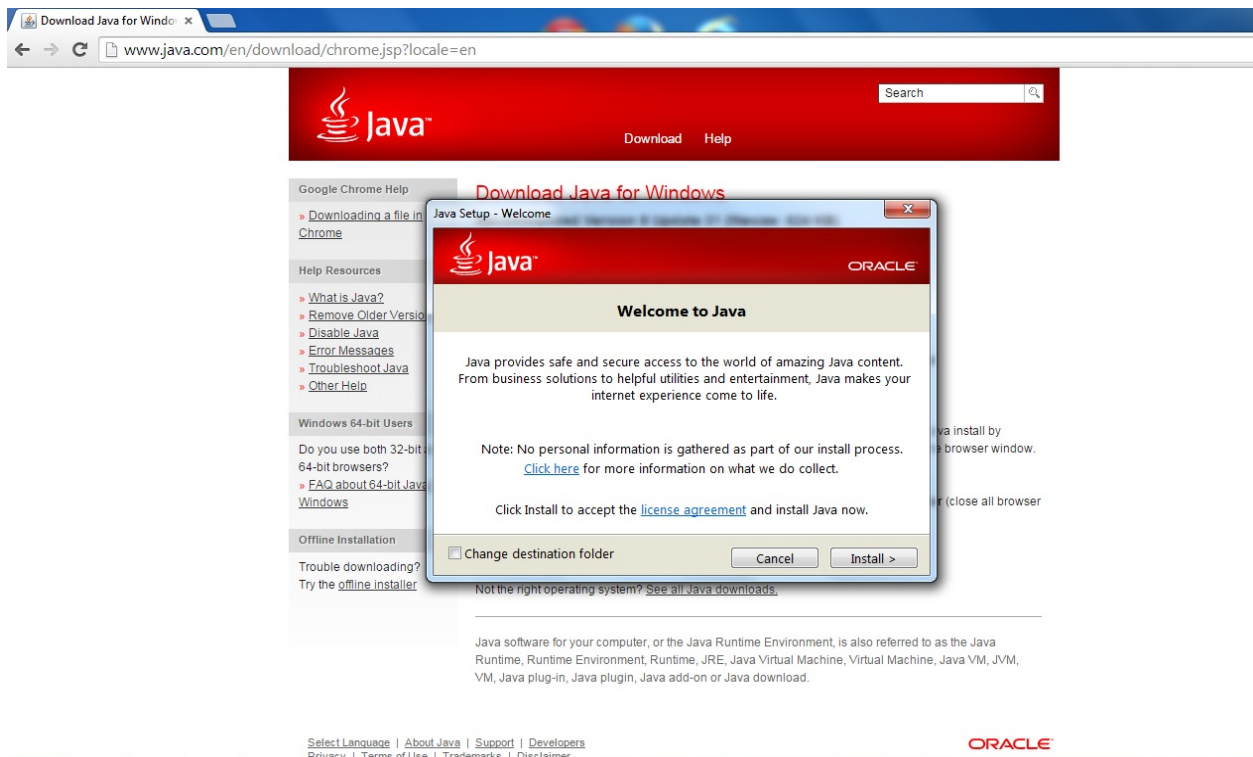 Download Java for Windo
www.java.com/en/download/chrome.jsp?locale=en
Java™
Search
Download Help
Google Chrome Help
» Downloading a file in
Chrome
Help Resources
» What is Java?
» Remove Older Versio
» Disable Java
» Error Messages
» Troubleshoot Java
» Other Help
Windows 64-bit Users
Do you use both 32-bit
64-bit browsers?
» FAQ about 64-bit Java
Windows
Offline Installation
Trouble downloading?
Try the offline installer
Download Java for Windows
Java Setup - Welcome
Java™
ORACLE
Welcome to Java
Java provides safe and secure access to the world of amazing Java content.
From business solutions to helpful utilities and entertainment, Java makes your
internet experience come to life.
Note: No personal information is gathered as part of our install process.
Click here for more information on what we do collect.
Click Install to accept the license agreement and install Java now.
Change destination folder
Cancel
Install >
va install by
browser window.
r (close all browser
Not the right operating system? See all Java downloads.
Java software for your computer, or the Java Runtime Environment, is also referred to as the Java
Runtime, Runtime Environment, Runtime, JRE, Java Virtual Machine, Virtual Machine, Java VM, JVM,
VM, Java plug-in, Java plugin, Java add-on or Java download.
Select Language | About Java | Support | Developers
Privacy | Terms of Use | Trademarks | Disclaimer
ORACLE